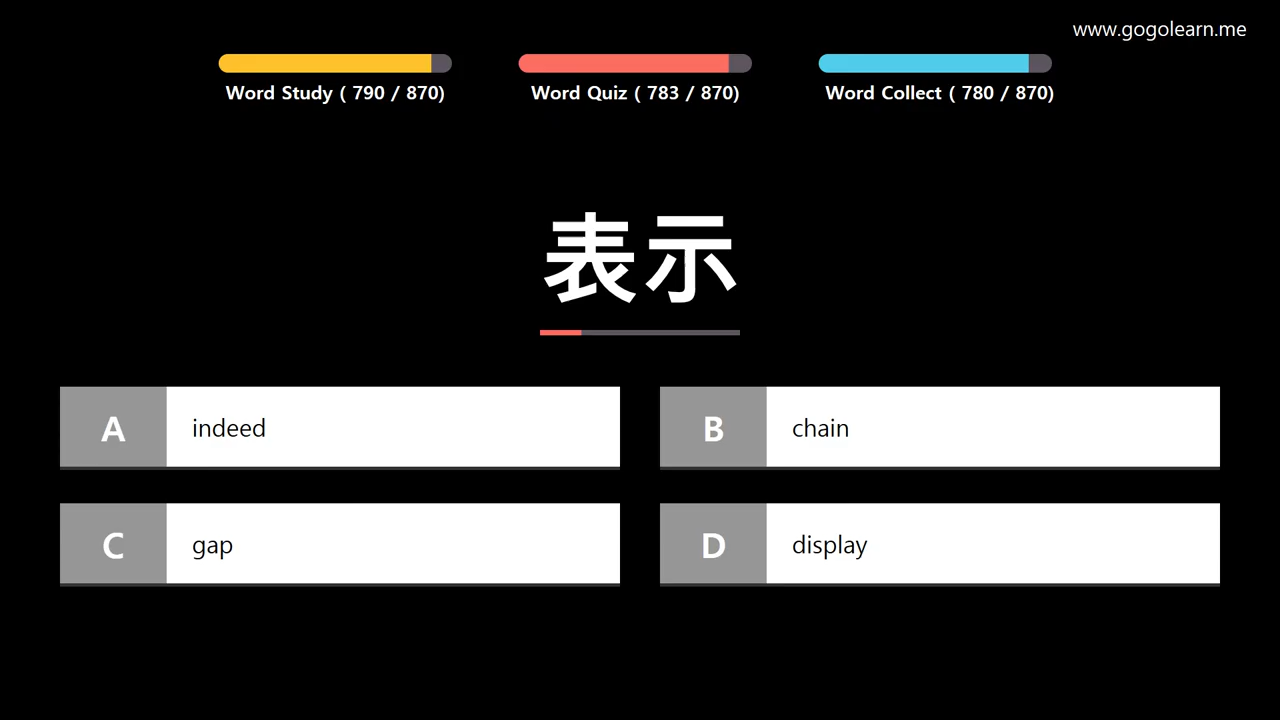 www.gogolearn.me
Word Study ( 790 / 870)
Word Quiz ( 783 / 870)
Word Collect ( 780 / 870)
表示
A indeed
B chain
C gap
D display